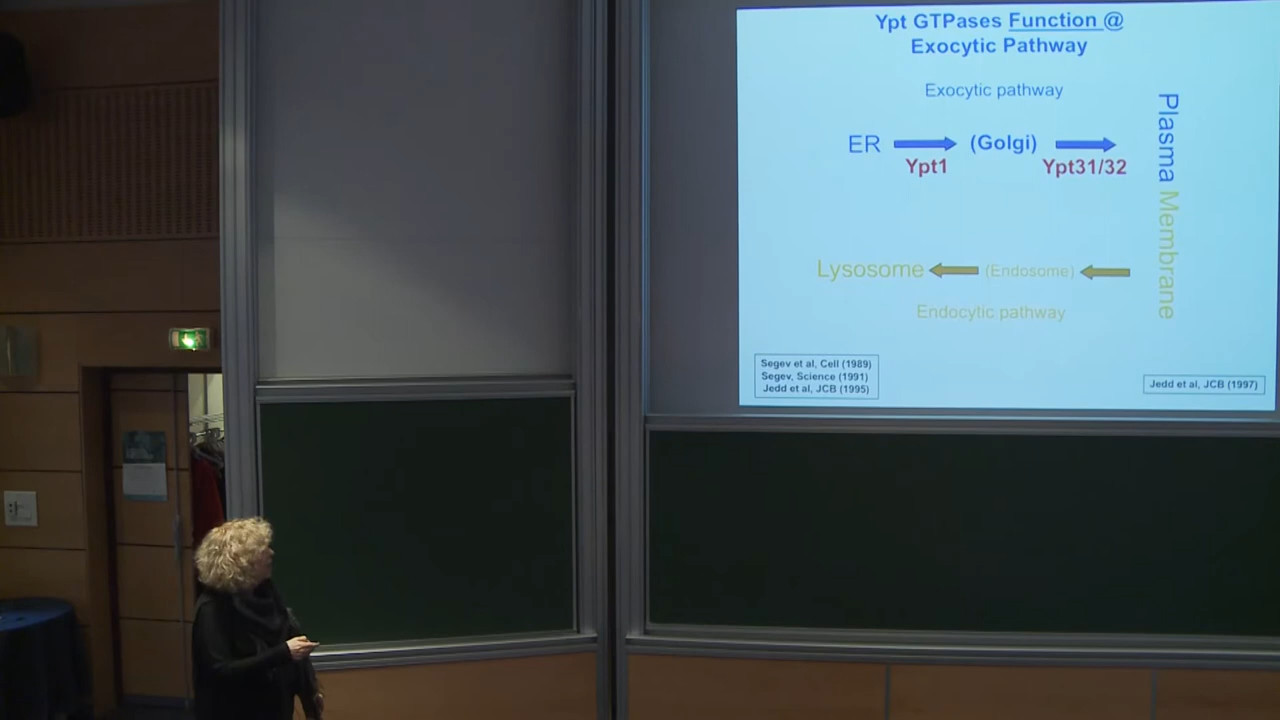 Ypt GTPases Function @
Exocytic Pathway
Exocytic pathway
ER
(Golgi)
Ypt1
Ypt31/32
Plasma Membrane
Lysosome
(Endosome)
Endocytic pathway
Segev et al, Cell (1989)
Segev, Science (1991)
Jedd et al, JCB (1995)
Jedd et al, JCB (1997)